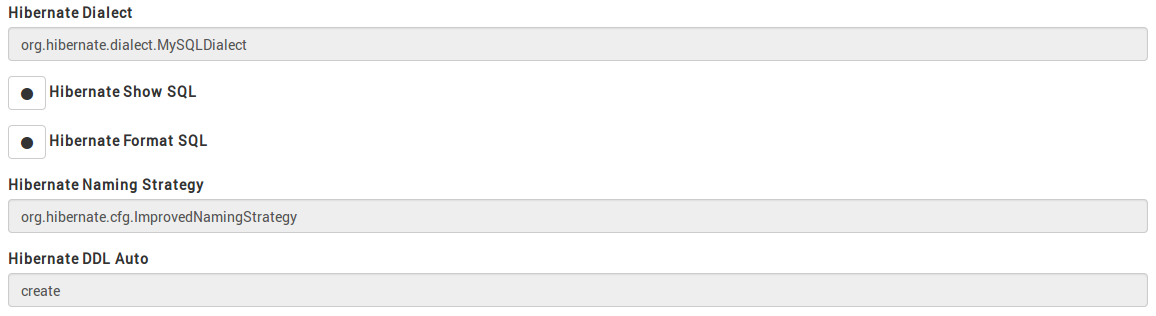 Hibernate Dialect
org.hibernate.dialect.MySQLDialect
Hibernate Show SQL
Hibernate Format SQL
Hibernate Naming Strategy
org.hibernate.cfg.ImprovedNamingStrategy
Hibernate DDL Auto
create